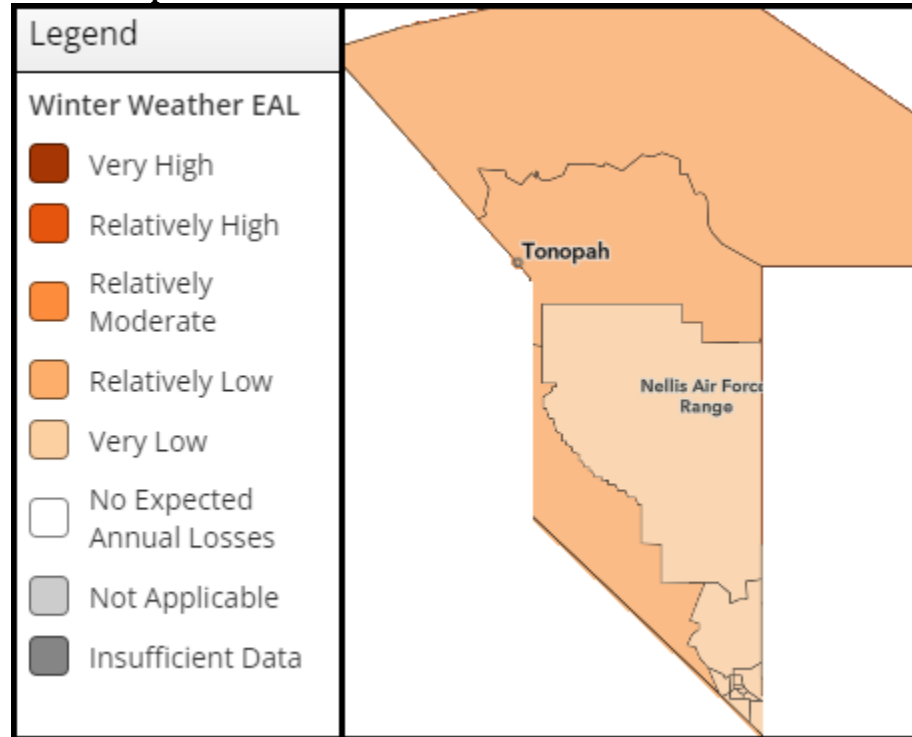 Legend
Winter Weather EAL
Very High
Relatively High
Relatively
Moderate
Relatively Low
Very Low
No Expected
Annual Losses
Not Applicable
Insufficient Data
Tonopah
Nellis Air Force
Range